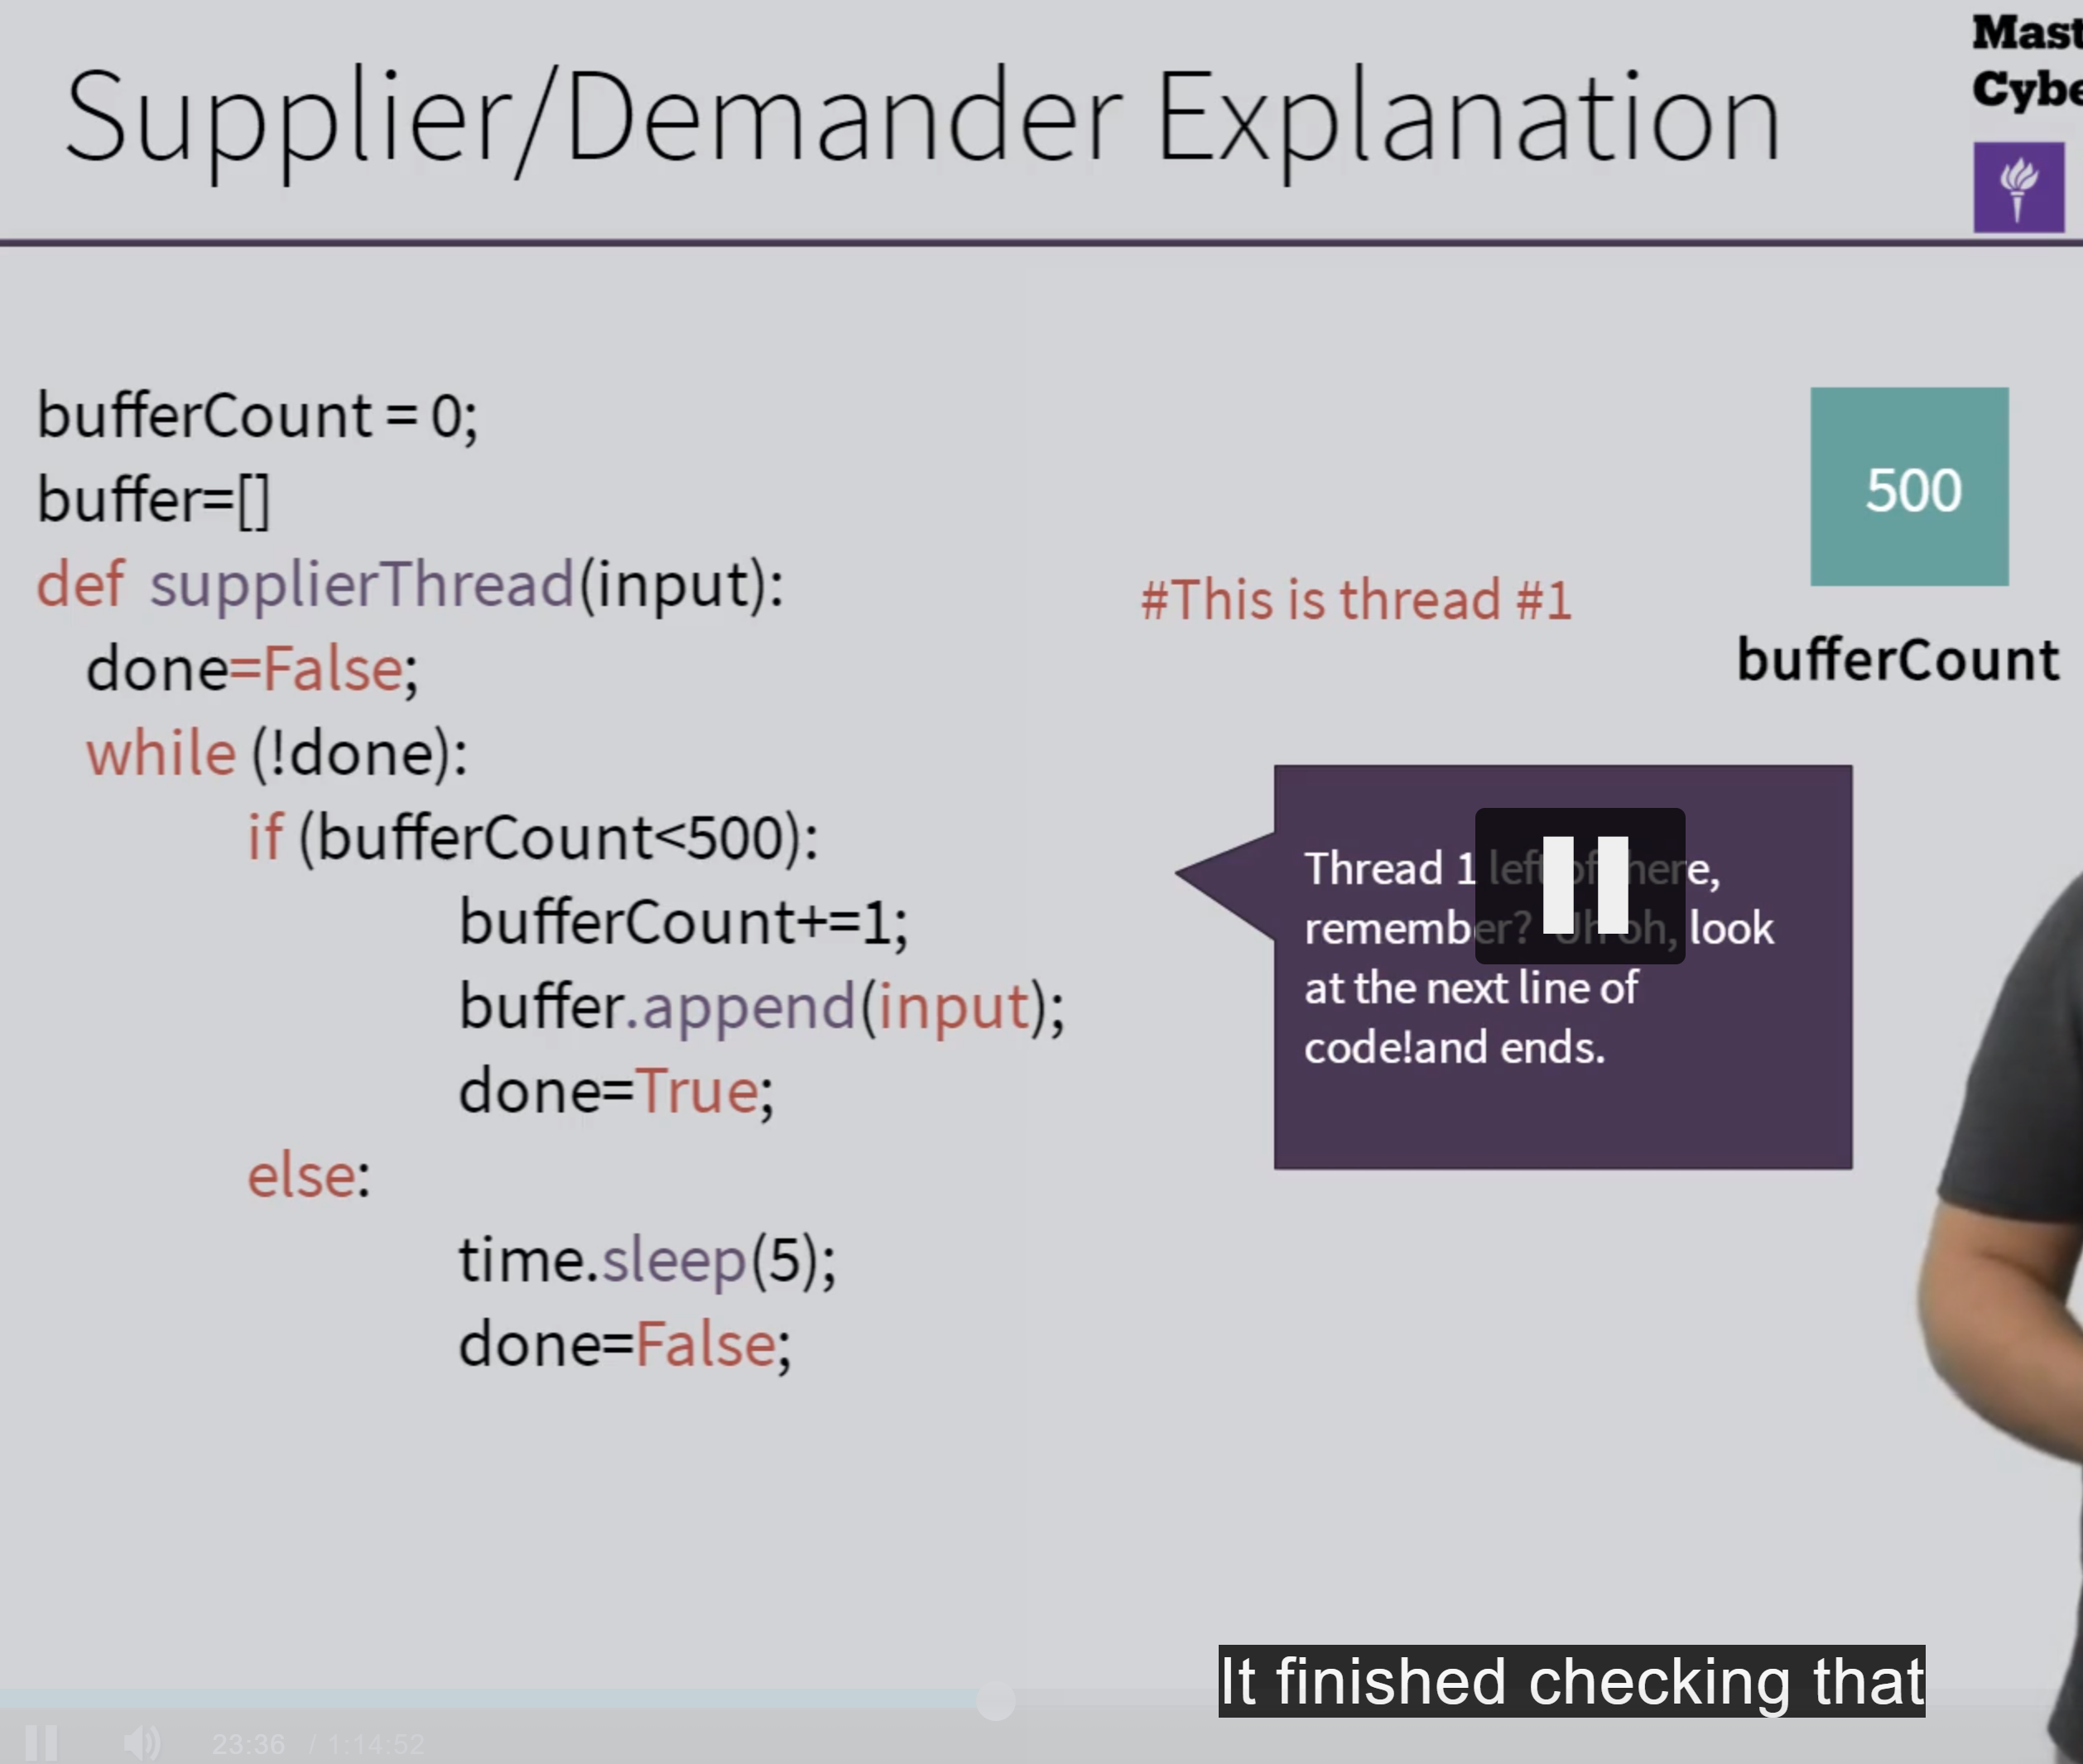 Supplier/Demander Explanation
Mast
Cybe
bufferCount = 0;
buffer=[]
def supplierThread(input):
done=False;
while (!done):
if (bufferCount<500):
bufferCount+=1;
buffer.append(input);
done=True;
else:
time.sleep(5);
done=False;
#This is thread #1
500
bufferCount
Thread 1 left of here,
remember? Uh oh, look
at the next line of
code!and ends.
It finished checking that
23:36 / 1:14:52